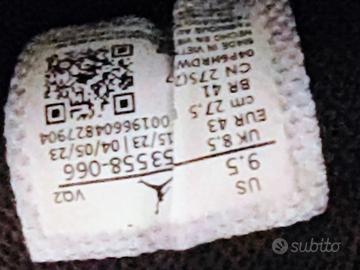 US
9.5
UK 8.5
EUR 43
cm 27.5
BR 41
CN 275(2
MADE IN VIET
VQ2
53558-066
15/23 | 04/05/23
00196604827904
subito